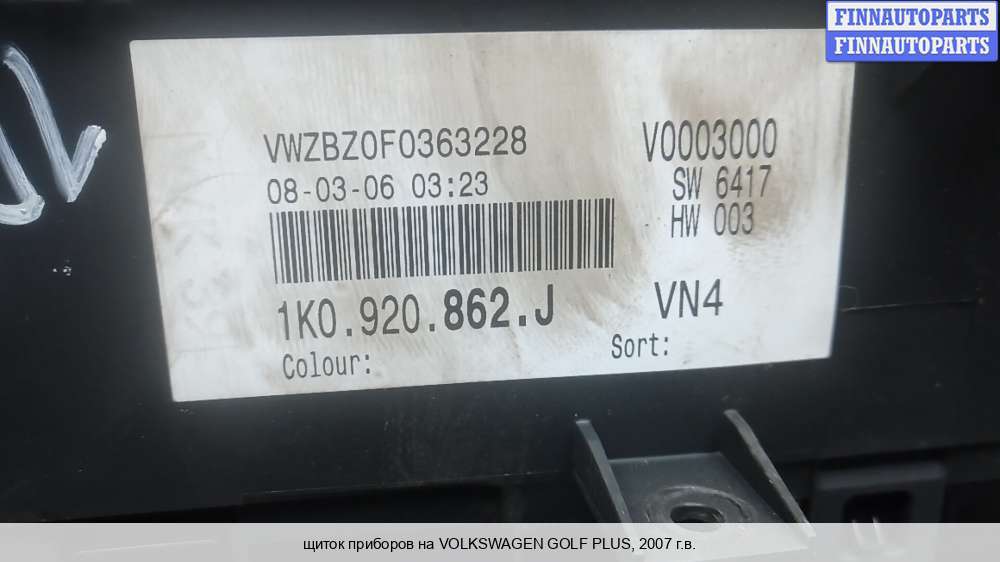 FINNAUTOPARTS
FINNAUTOPARTS
VWZBZ0F0363228
V0003000
08-03-06 03:23
SW 6417
HW 003
1K0.920.862.J
VN4
Colour:
Sort:
щиток приборов на VOLKSWAGEN GOLF PLUS, 2007 г.в.